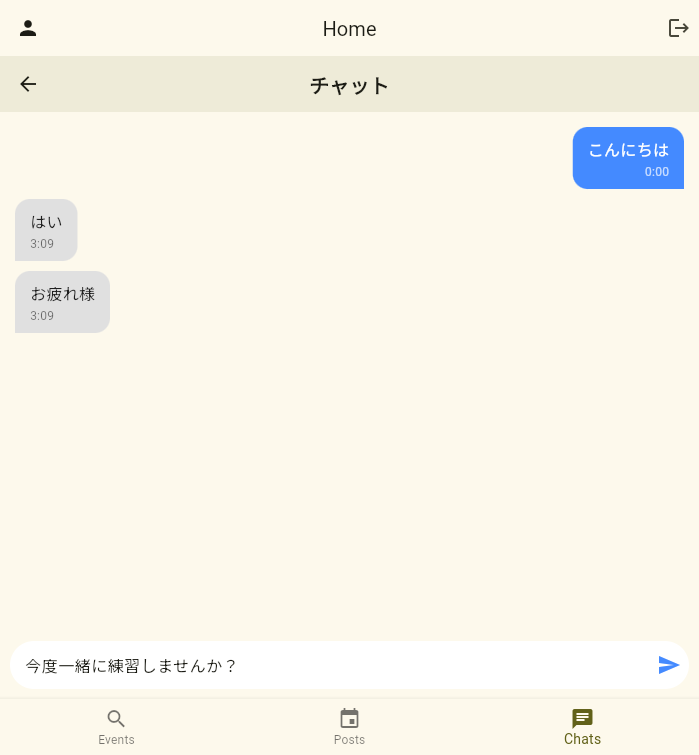 Home
チャット
こんにちは
0:00
はい
3:09
お疲れ様
3:09
今度一緒に練習しませんか？
Events
Posts
Chats